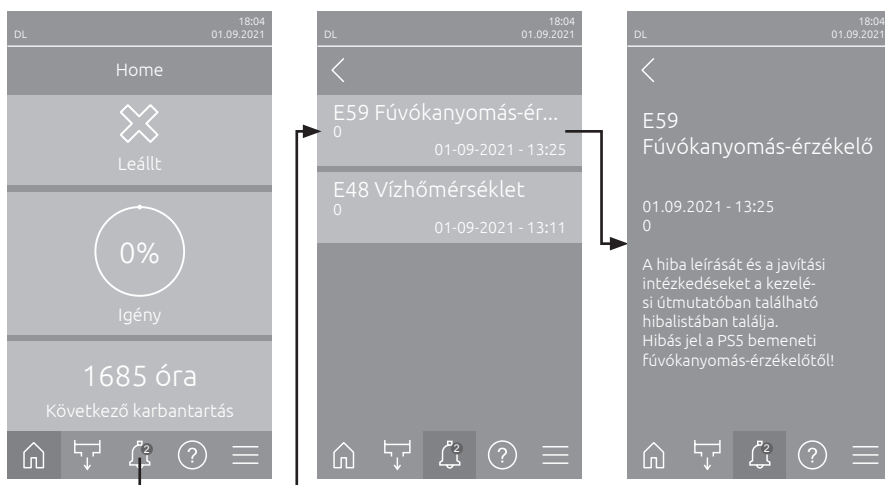 18:04
DL 01.09.2021
Home
Leállt
0%
Igény
1685 óra
Következő karbantartás
2
?
18:04
DL 01.09.2021
E59 Fúvókanyomás-ér...
0
01-09-2021 - 13:25
E48 Vízhőmérséklet
0
01-09-2021 - 13:11
2
?
18:04
DL 01.09.2021
E59
Fúvókanyomás-érzékelő
01.09.2021 - 13:25
0
A hiba leírását és a javítási
intézkedéseket a kezelé-
si útmutatóban található
hibalistában találja.
Hibás jel a PS5 bemeneti
fúvókanyomás-érzékelőtől!
2
?